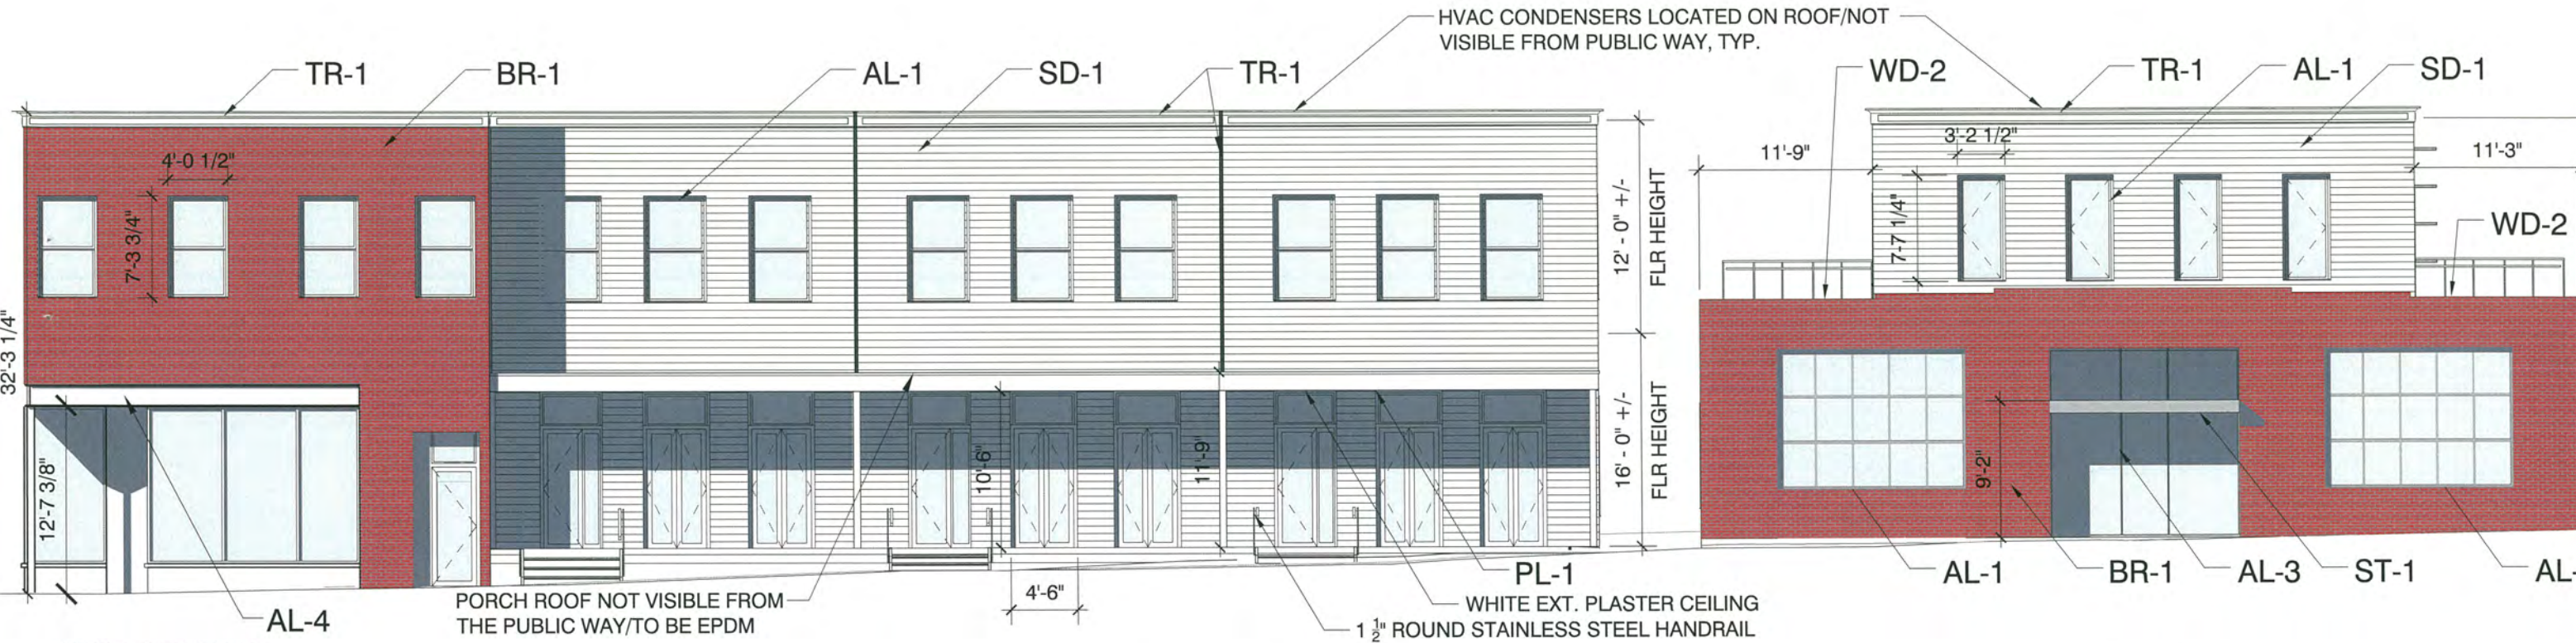 HVAC CONDENSERS LOCATED ON ROOF/NOT
VISIBLE FROM PUBLIC WAY, TYP.
TR-1
BR-1
AL-1
SD-1
TR-1
WD-2
TR-1
AL-1
SD-1
4'-0 1/2"
7'-3 3/4"
32'-3 1/4"
12'-7 3/8"
12' - 0" +/-
FLR HEIGHT
16' - 0" +/-
FLR HEIGHT
11'-9"
3'-2 1/2"
7'-7 1/4"
11'-3"
WD-2
10'-6"
11'-9"
9'-2"
4'-6"
AL-4
PORCH ROOF NOT VISIBLE FROM
THE PUBLIC WAY/TO BE EPDM
PL-1
WHITE EXT. PLASTER CEILING
1 1/2" ROUND STAINLESS STEEL HANDRAIL
AL-1
BR-1
AL-3
ST-1
AL-